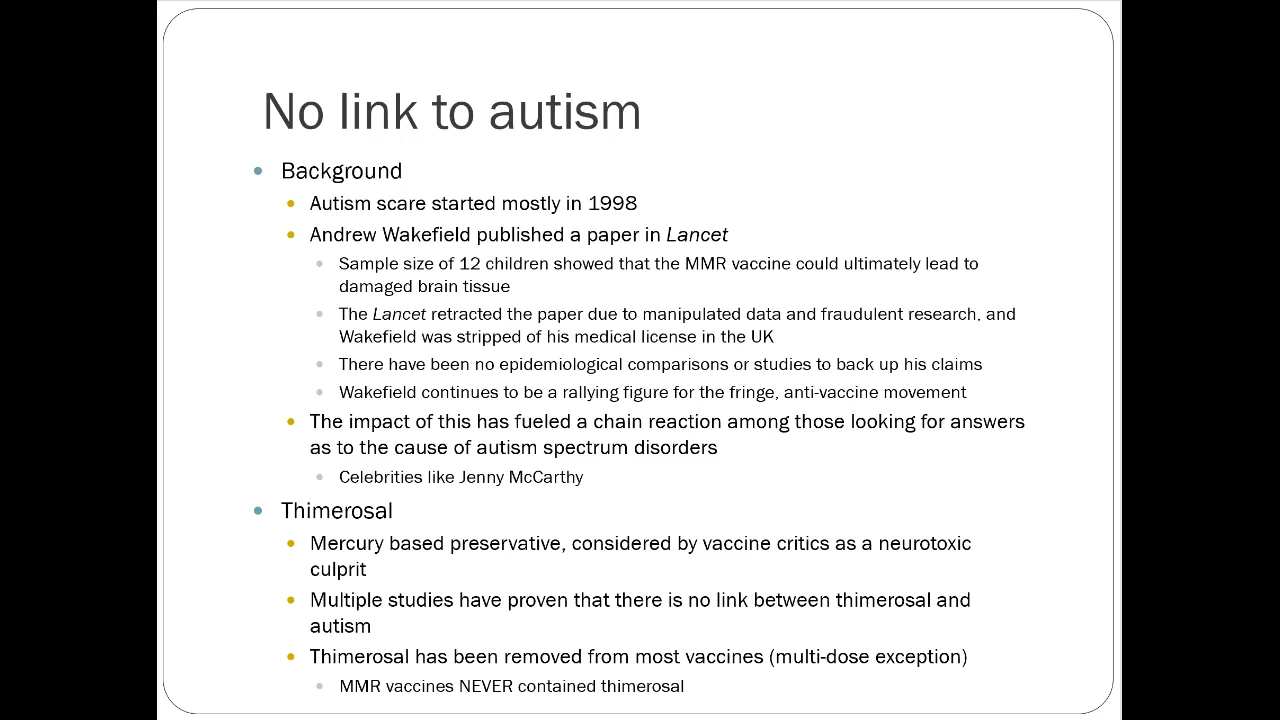 No link to autism
Background
Autism scare started mostly in 1998
Andrew Wakefield published a paper in Lancet
Sample size of 12 children showed that the MMR vaccine could ultimately lead to
damaged brain tissue
The Lancet retracted the paper due to manipulated data and fraudulent research, and
Wakefield was stripped of his medical license in the UK
There have been no epidemiological comparisons or studies to back up his claims
Wakefield continues to be a rallying figure for the fringe, anti-vaccine movement
The impact of this has fueled a chain reaction among those looking for answers
as to the cause of autism spectrum disorders
Celebrities like Jenny McCarthy
Thimerosal
Mercury based preservative, considered by vaccine critics as a neurotoxic
culprit
Multiple studies have proven that there is no link between thimerosal and
autism
Thimerosal has been removed from most vaccines (multi-dose exception)
MMR vaccines NEVER contained thimerosal